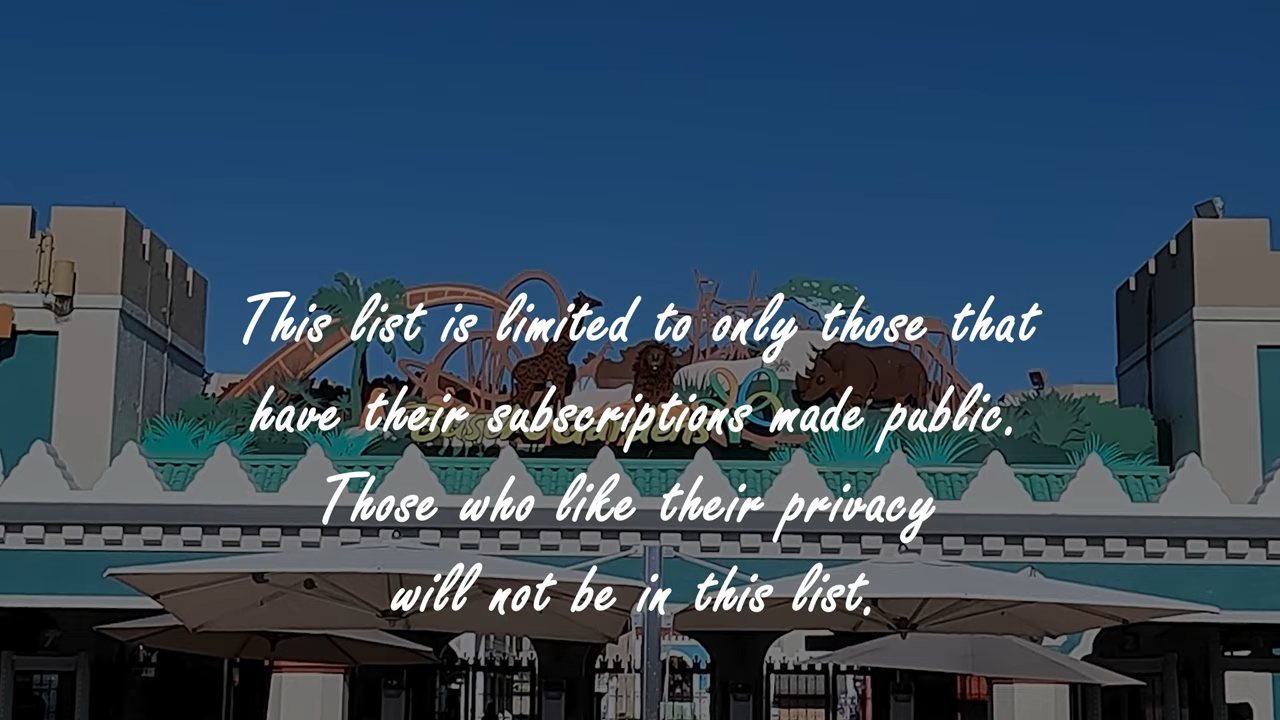 This list is limited to only those that
have their subscriptions made public.
Those who like their privacy
will not be in this list.
Gardens